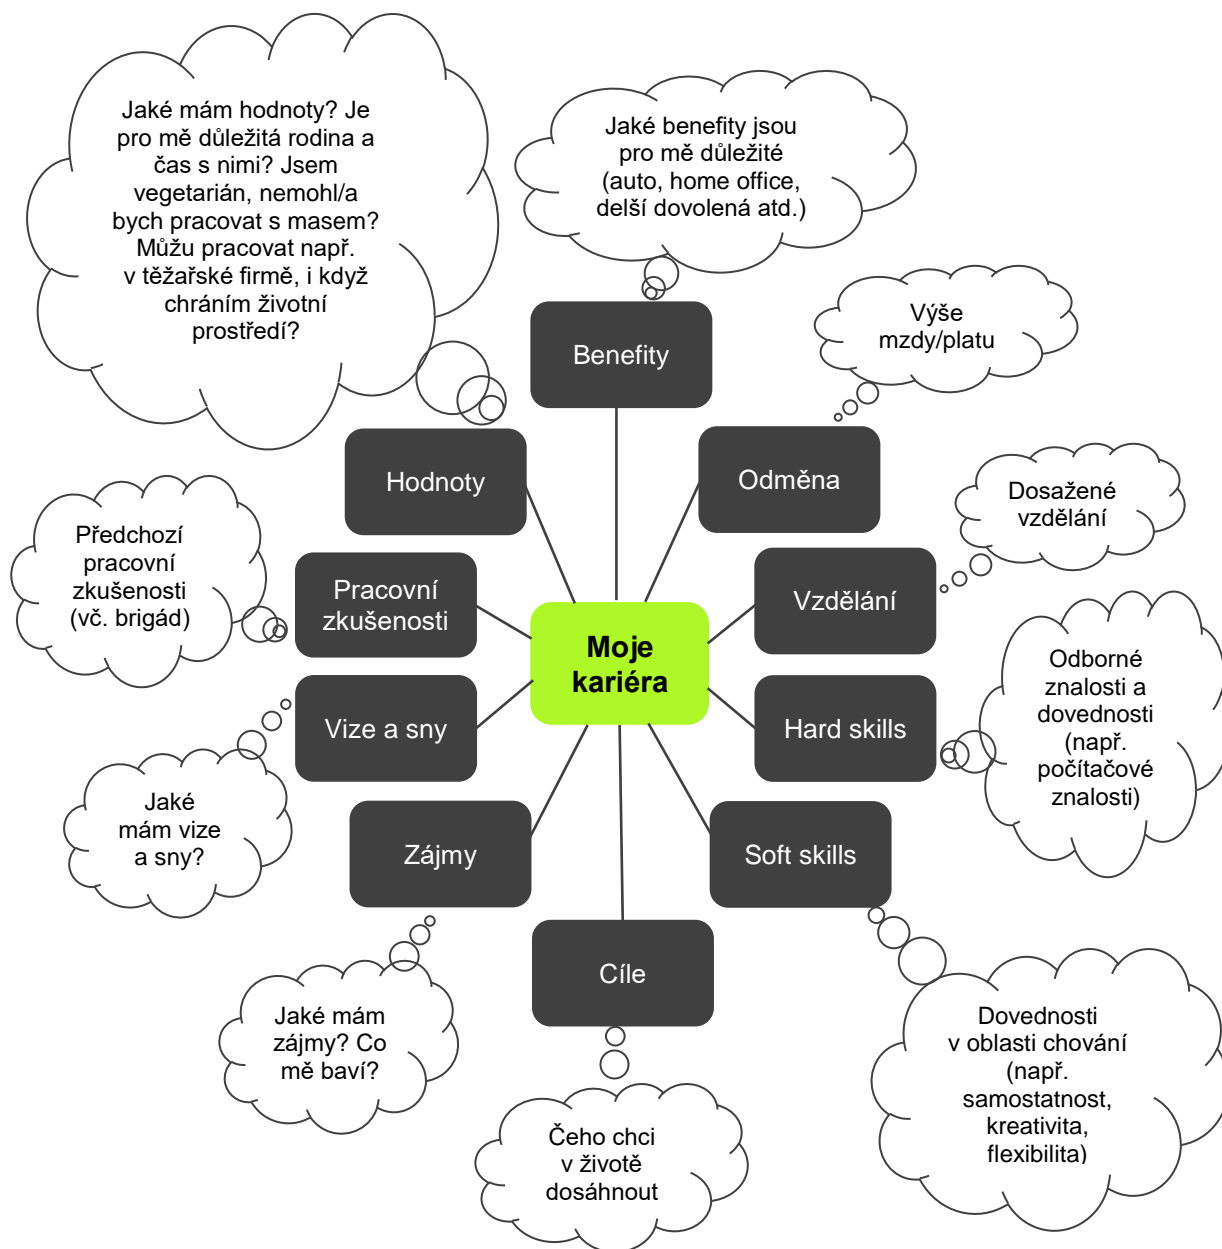 Jaké mám hodnoty? Je
pro mě důležitá rodina a
čas s nimi? Jsem
vegetarián, nemohl/a
bych pracovat s masem?
Můžu pracovat např.
v těžařské firmě, i když
chráním životní
prostředí?
Jaké benefity jsou
pro mě důležité
(auto, home office,
delší dovolená atd.)
Výše
mzdy/platu
Benefity
Hodnoty
Odměna
Dosažené
vzdělání
Předchozí
pracovní
zkušenosti
(vč. brigád)
Pracovní
zkušenosti
Vzdělání
Moje
kariéra
Odborné
znalosti a
dovednosti
(např.
počítačové
znalosti)
Vize a sny
Hard skills
Jaké
mám vize
a sny?
Zájmy
Soft skills
Cíle
Jaké mám
zájmy? Co
mě baví?
Dovednosti
v oblasti chování
(např.
samostatnost,
kreativita,
flexibilita)
Čeho chci
v životě
dosáhnout